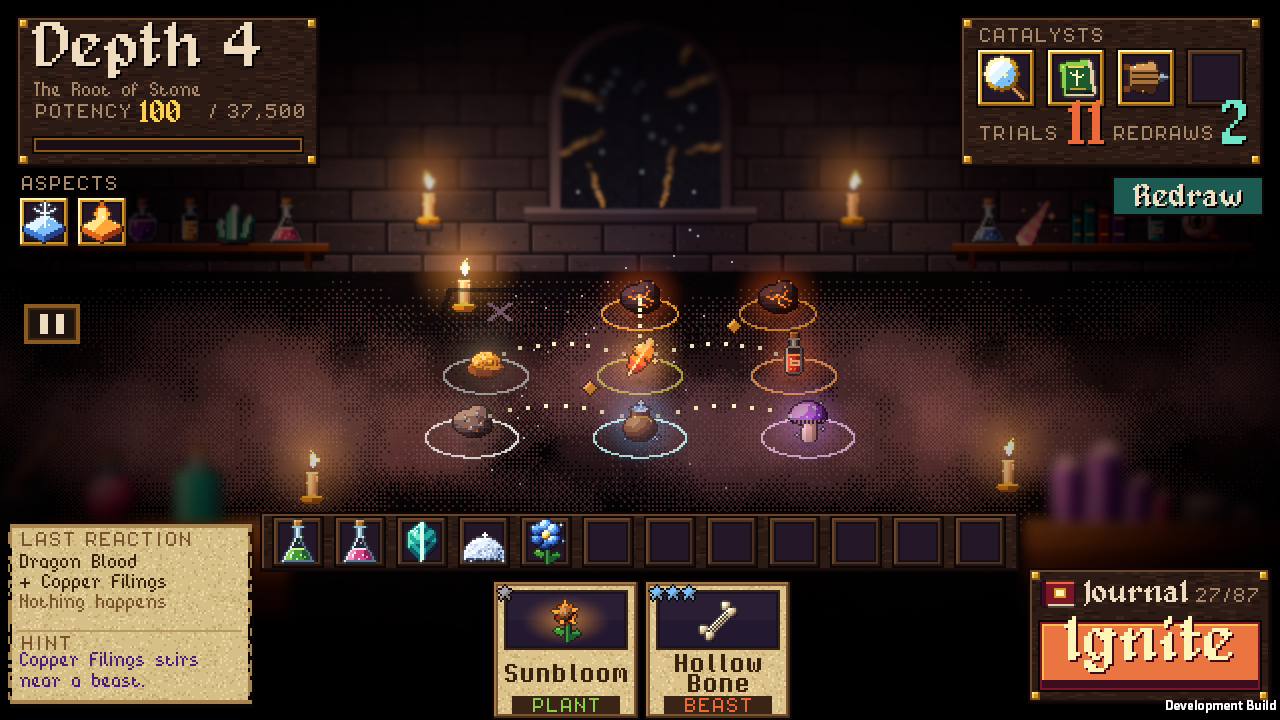 Depth 4
The Root of Stone
POTENCY 100 / 37,500
ASPECTS
CATALYSTS
TRIALS 11 REDRAWS 2
Redraw
LAST REACTION
Dragon Blood
+ Copper Filings
Nothing happens
HINT
Copper Filings stirs
near a beast.
Sunbloom
PLANT
Hollow
Bone
BEAST
Journal 27/87
Ignite
Development Build